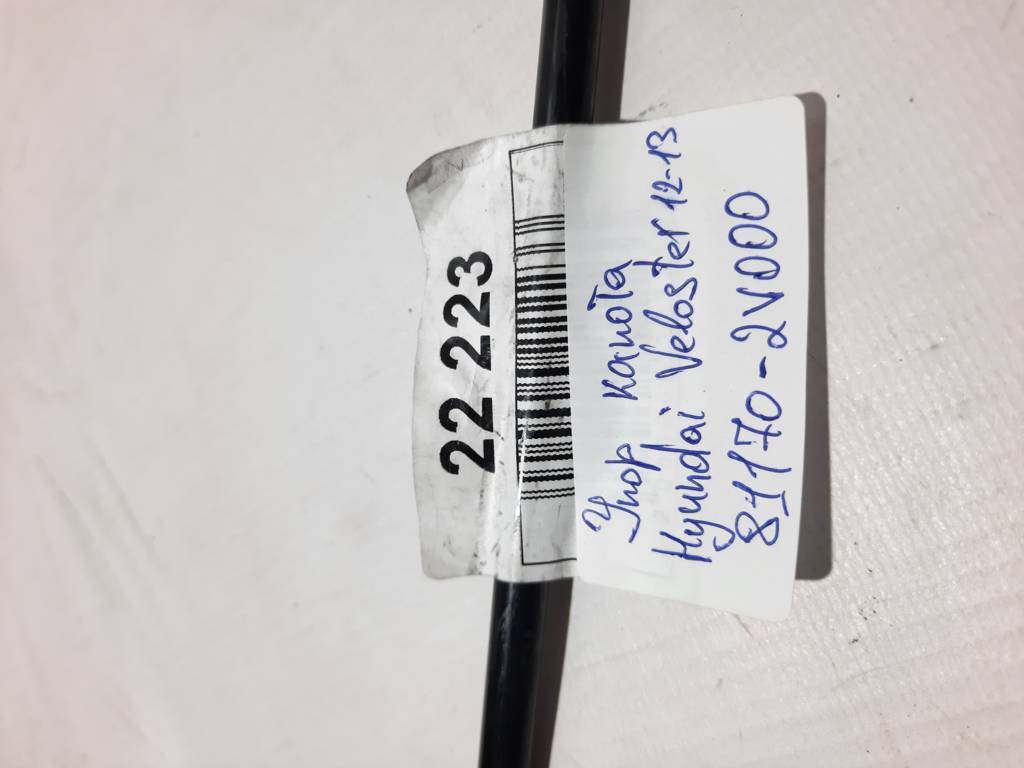 22 223
Упор капота
Hyundai Veloster 12-13
81170-2V000